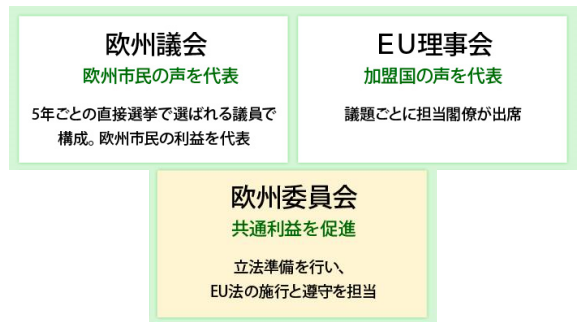 欧州議会
欧州市民の声を代表
5年ごとの直接選挙で選ばれる議員で
構成。欧州市民の利益を代表
EU理事会
加盟国の声を代表
議題ごとに担当閣僚が出席
欧州委員会
共通利益を促進
立法準備を行い、
EU法の施行と遵守を担当